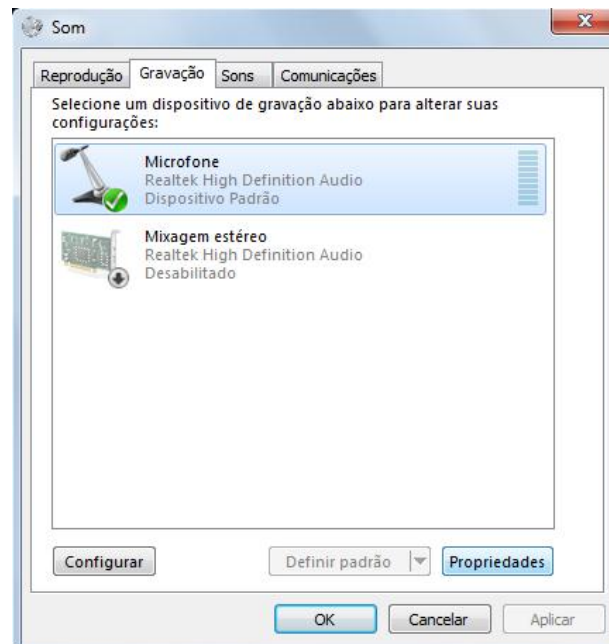 Som
Reprodução Gravação Sons Comunicações
Selecione um dispositivo de gravação abaixo para alterar suas
configurações:
Microfone
Realtek High Definition Audio
Dispositivo Padrão
Mixagem estéreo
Realtek High Definition Audio
Desabilitado
Configurar Definir padrão Propriedades
OK Cancelar Aplicar